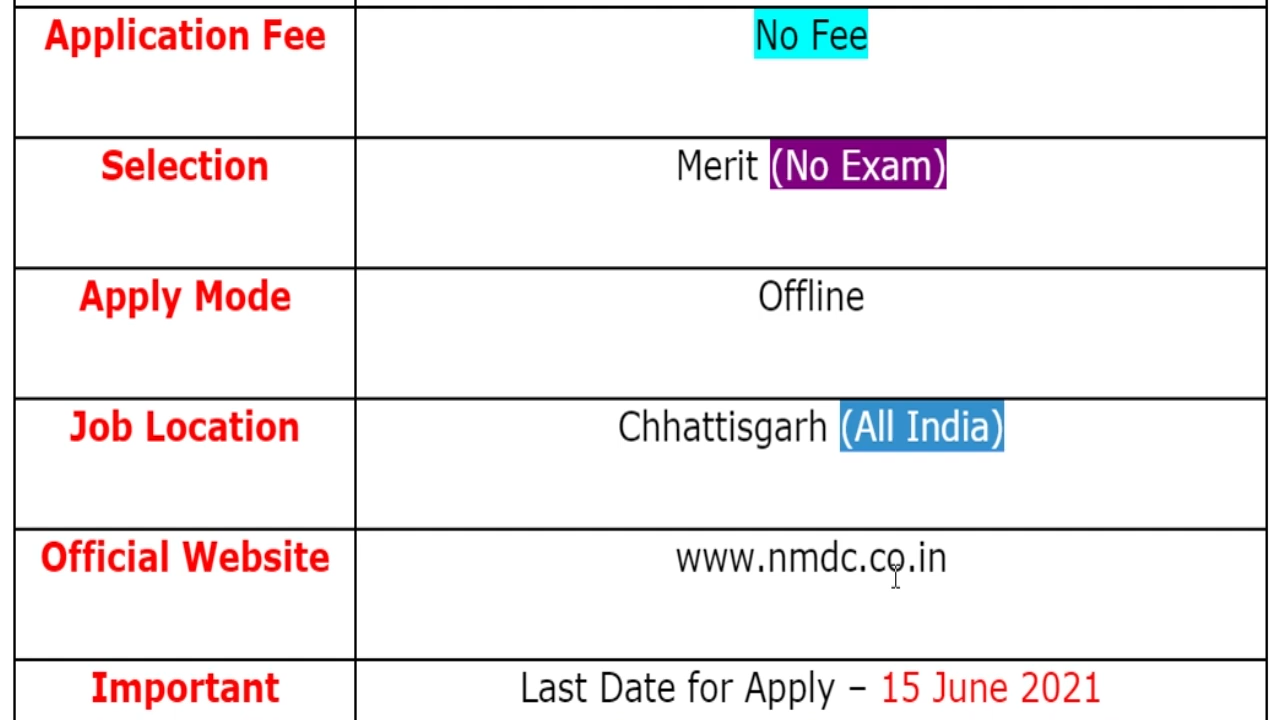 Application Fee No Fee
Selection Merit (No Exam)
Apply Mode Offline
Job Location Chhattisgarh (All India)
Official Website www.nmdc.co.in
Important Last Date for Apply – 15 June 2021